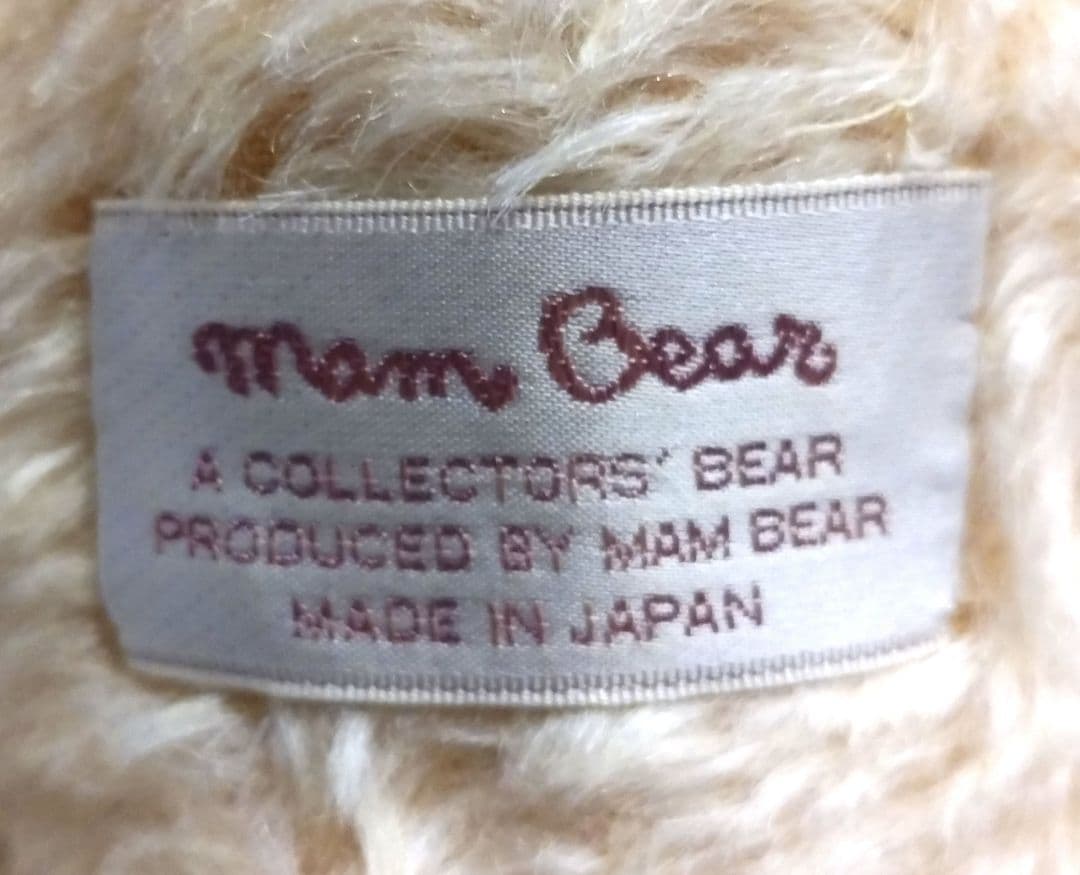 Mam Bear
A COLLECTORS' BEAR
PRODUCED BY MAM BEAR
MADE IN JAPAN